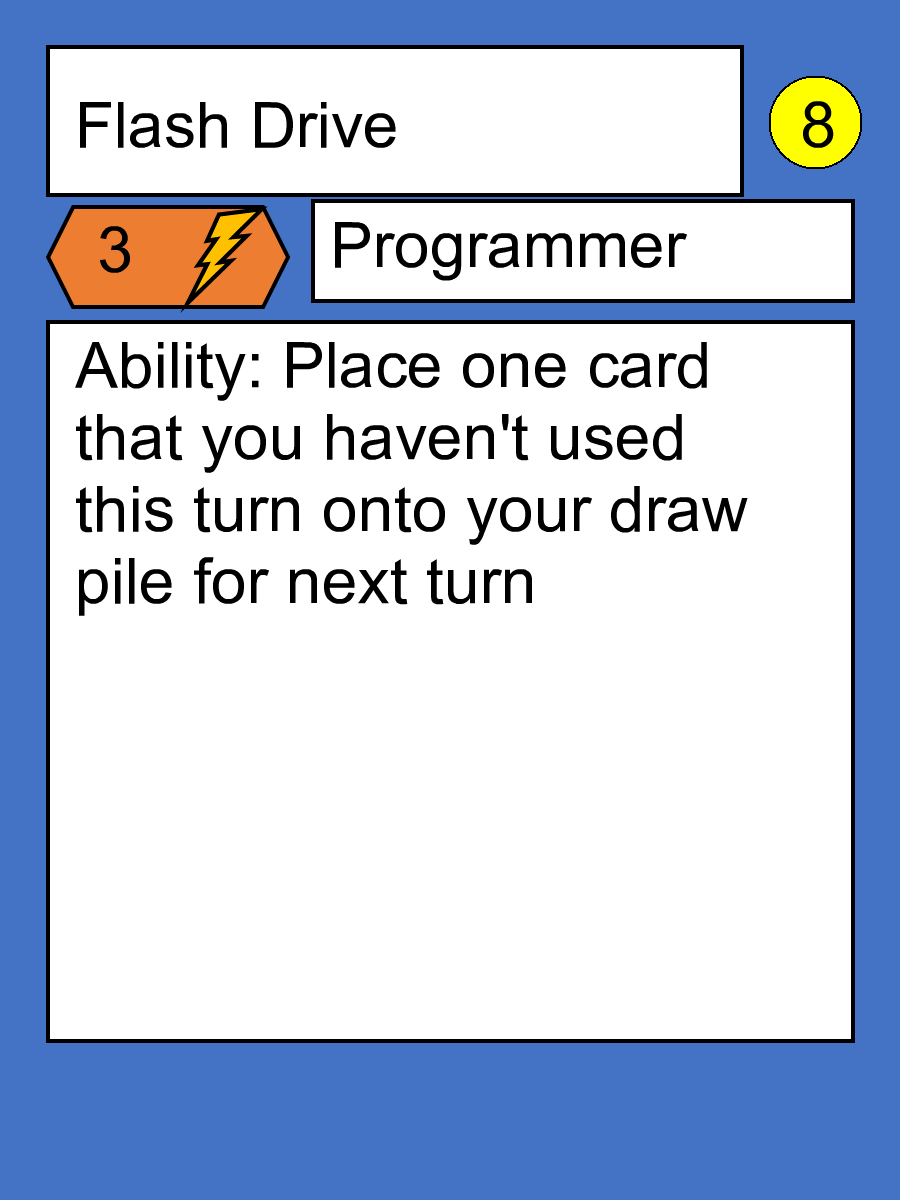 Flash Drive
8
3
Programmer
Ability: Place one card
that you haven't used
this turn onto your draw
pile for next turn